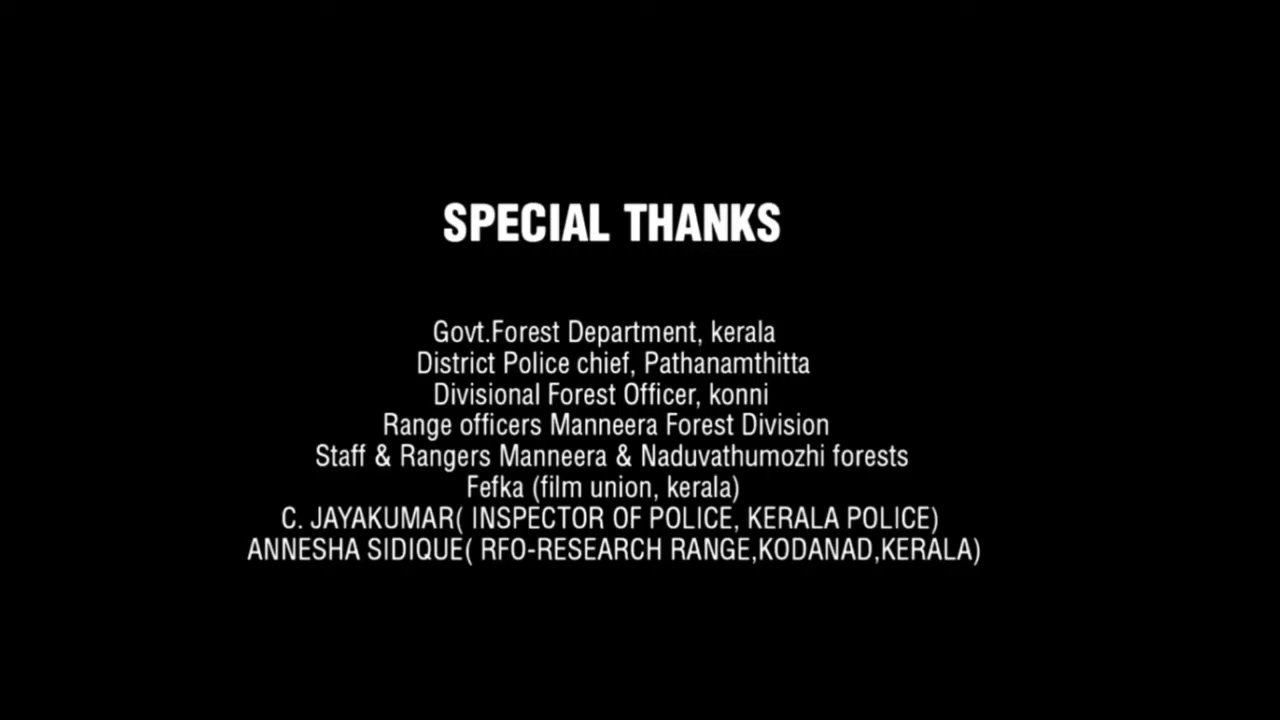 SPECIAL THANKS
Govt.Forest Department, kerala
District Police chief, Pathanamthitta
Divisional Forest Officer, konni
Range officers Manneera Forest Division
Staff & Rangers Manneera & Naduvathumozhi forests
Fefka (film union, kerala)
C. JAYAKUMAR( INSPECTOR OF POLICE, KERALA POLICE)
ANNESHA SIDIQUE( RFO-RESEARCH RANGE,KODANAD,KERALA)